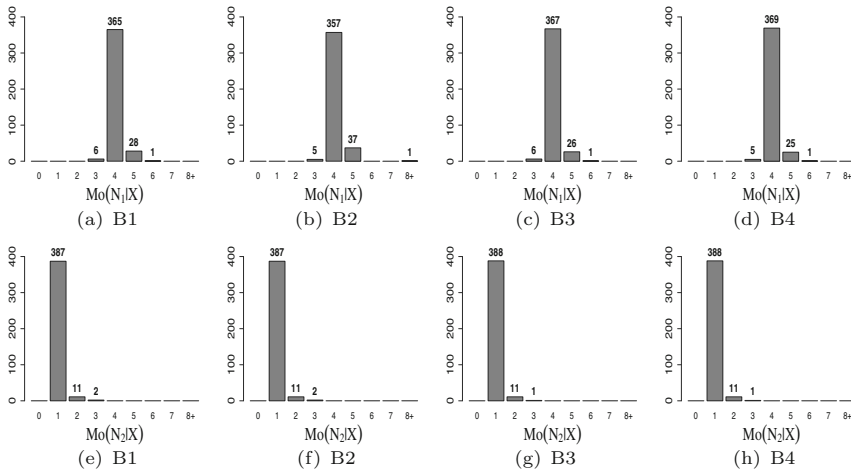 400
300
200
100
0
365
6
28
1
0 1 2 3 4 5 6 7 8+
Mo(N₁|X)
(a) B1
400
300
200
100
0
357
5
37
1
0 1 2 3 4 5 6 7 8+
Mo(N₁|X)
(b) B2
400
300
200
100
0
367
6
26
1
0 1 2 3 4 5 6 7 8+
Mo(N₁|X)
(c) B3
400
300
200
100
0
369
5
25
1
0 1 2 3 4 5 6 7 8+
Mo(N₁|X)
(d) B4
400
300
200
100
0
387
11
2
0 1 2 3 4 5 6 7 8+
Mo(N₂|X)
(e) B1
400
300
200
100
0
387
11
2
0 1 2 3 4 5 6 7 8+
Mo(N₂|X)
(f) B2
400
300
200
100
0
388
11
1
0 1 2 3 4 5 6 7 8+
Mo(N₂|X)
(g) B3
400
300
200
100
0
388
11
1
0 1 2 3 4 5 6 7 8+
Mo(N₂|X)
(h) B4